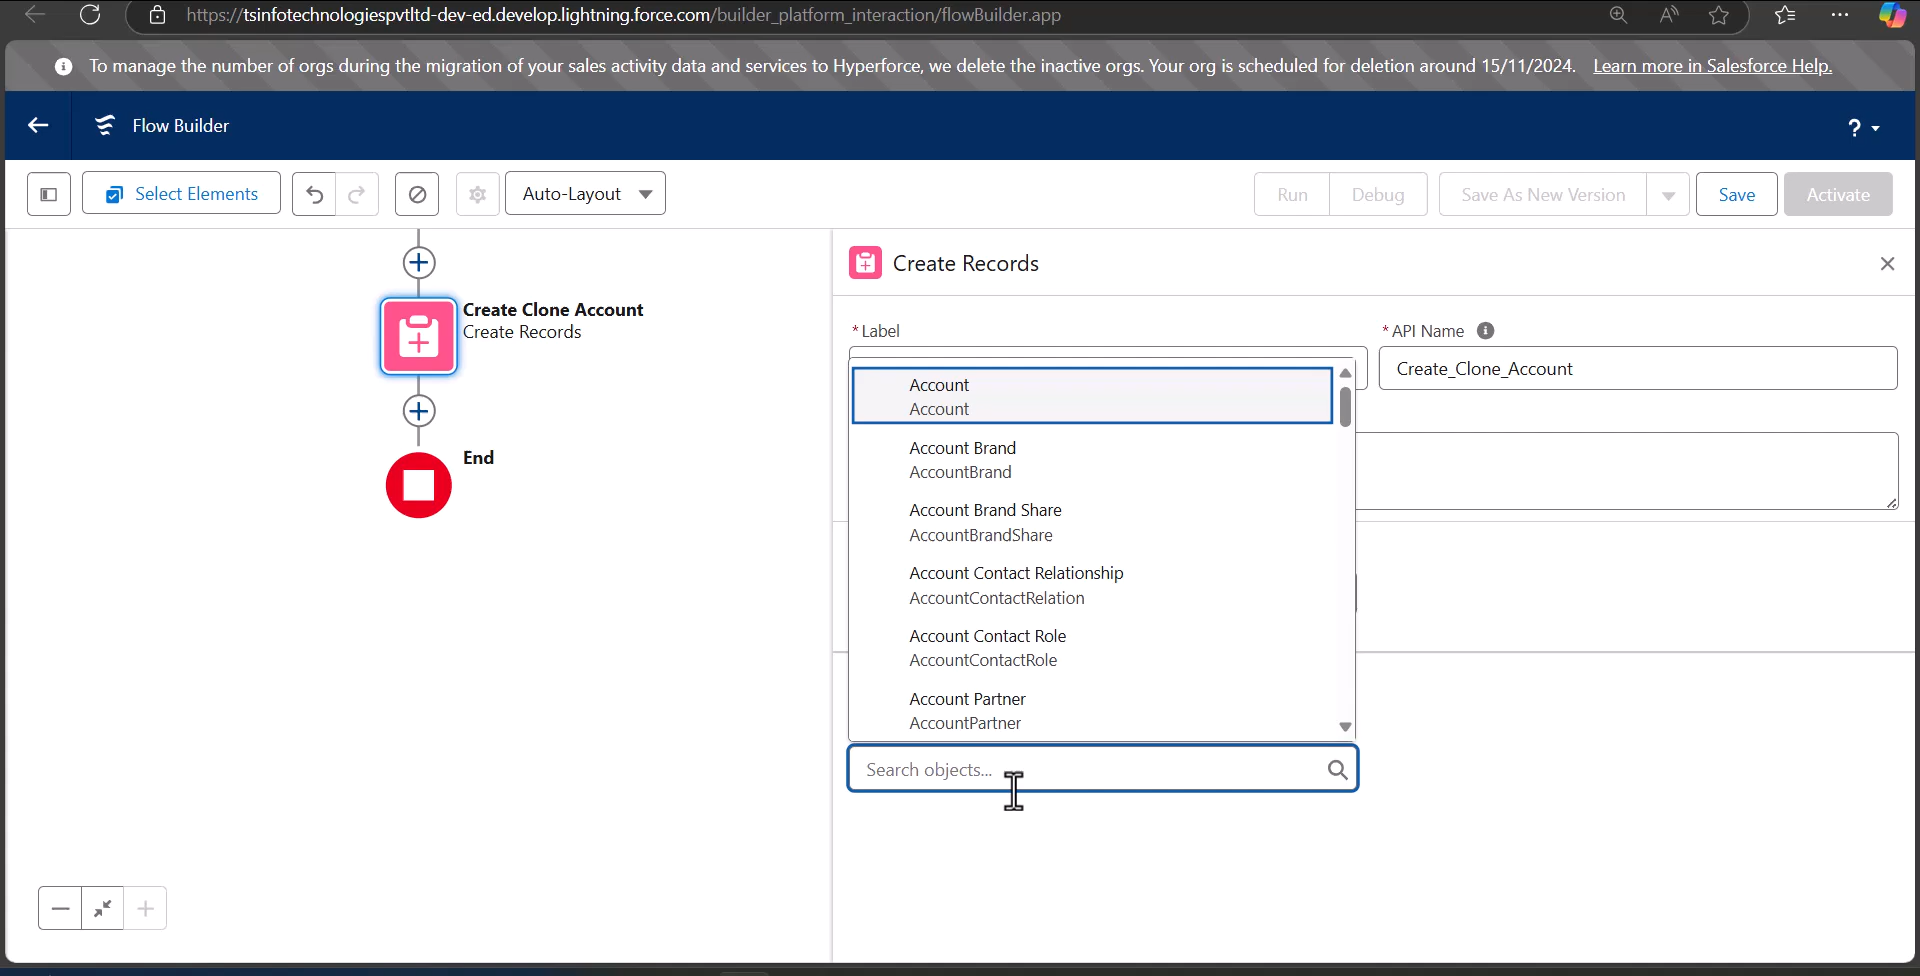 https://tsinfotechnologiespvtltd-dev-ed.develop.lightning.force.com/builder_platform_interaction/flowBuilder.app
To manage the number of orgs during the migration of your sales activity data and services to Hyperforce, we delete the inactive orgs. Your org is scheduled for deletion around 15/11/2024. Learn more in Salesforce Help.
Flow Builder
?
Select Elements
Auto-Layout
Run
Debug
Save As New Version
Save
Activate
Create Clone Account
Create Records
End
Create Records
* Label
* API Name
Create_Clone_Account
Account
Account
Account Brand
AccountBrand
Account Brand Share
AccountBrandShare
Account Contact Relationship
AccountContactRelation
Account Contact Role
AccountContactRole
Account Partner
AccountPartner
Search objects...